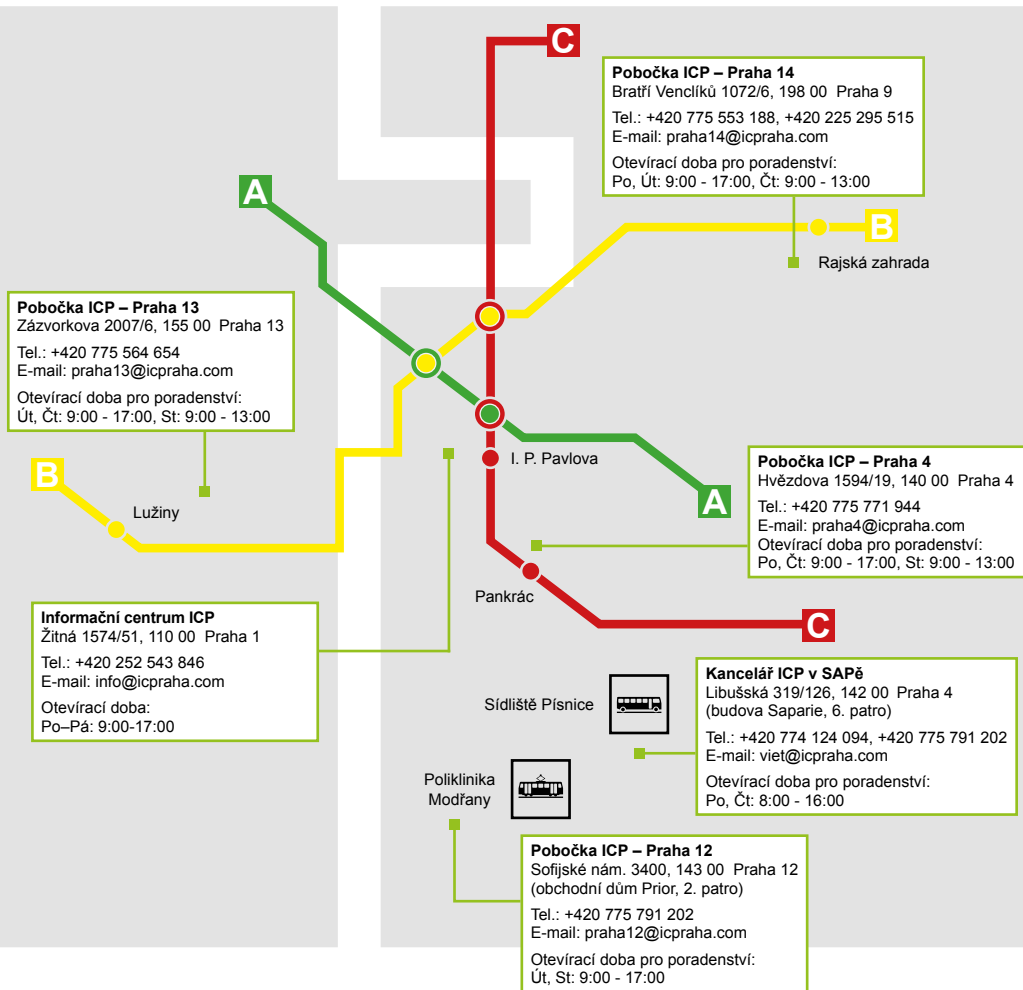 C
Pobočka ICP – Praha 14
Bratří Venclíků 1072/6, 198 00 Praha 9
Tel.: +420 775 553 188, +420 225 295 515
E-mail: praha14@icpraha.com
Otevírací doba pro poradenství:
Po, Út: 9:00 - 17:00, Čt: 9:00 - 13:00
A
B
Rajská zahrada
Pobočka ICP – Praha 13
Zázvorkova 2007/6, 155 00 Praha 13
Tel.: +420 775 564 654
E-mail: praha13@icpraha.com
Otevírací doba pro poradenství:
Út, Čt: 9:00 - 17:00, St: 9:00 - 13:00
B
Lužiny
I. P. Pavlova
A
Pobočka ICP – Praha 4
Hvězdova 1594/19, 140 00 Praha 4
Tel.: +420 775 771 944
E-mail: praha4@icpraha.com
Otevírací doba pro poradenství:
Po, Čt: 9:00 - 17:00, St: 9:00 - 13:00
Pankrác
C
Informační centrum ICP
Žitná 1574/51, 110 00 Praha 1
Tel.: +420 252 543 846
E-mail: info@icpraha.com
Otevírací doba:
Po–Pá: 9:00-17:00
Sídliště Písnice
Kancelář ICP v SAPě
Libušská 319/126, 142 00 Praha 4
(budova Saparie, 6. patro)
Tel.: +420 774 124 094, +420 775 791 202
E-mail: viet@icpraha.com
Otevírací doba pro poradenství:
Po, Čt: 8:00 - 16:00
Poliklinika
Modřany
Pobočka ICP – Praha 12
Sofijské nám. 3400, 143 00 Praha 12
(obchodní dům Prior, 2. patro)
Tel.: +420 775 791 202
E-mail: praha12@icpraha.com
Otevírací doba pro poradenství:
Út, St: 9:00 - 17:00